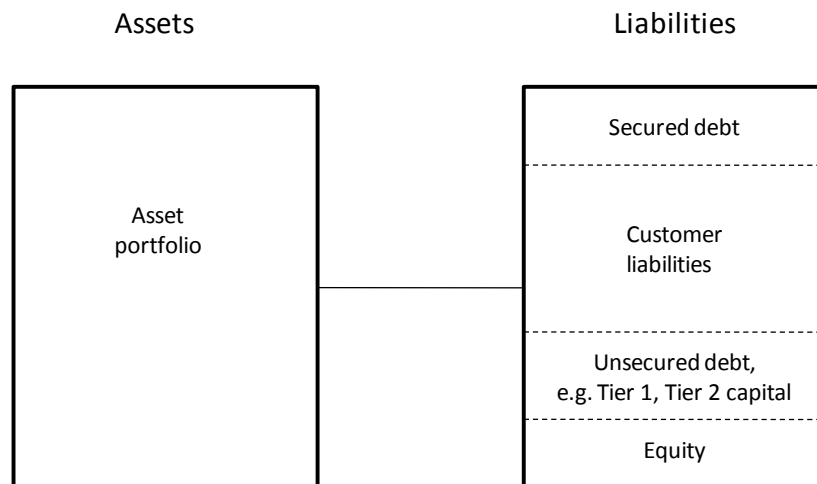 Assets
Liabilities
Asset
portfolio
Secured debt
Customer
liabilities
Unsecured debt,
e.g. Tier 1, Tier 2 capital
Equity